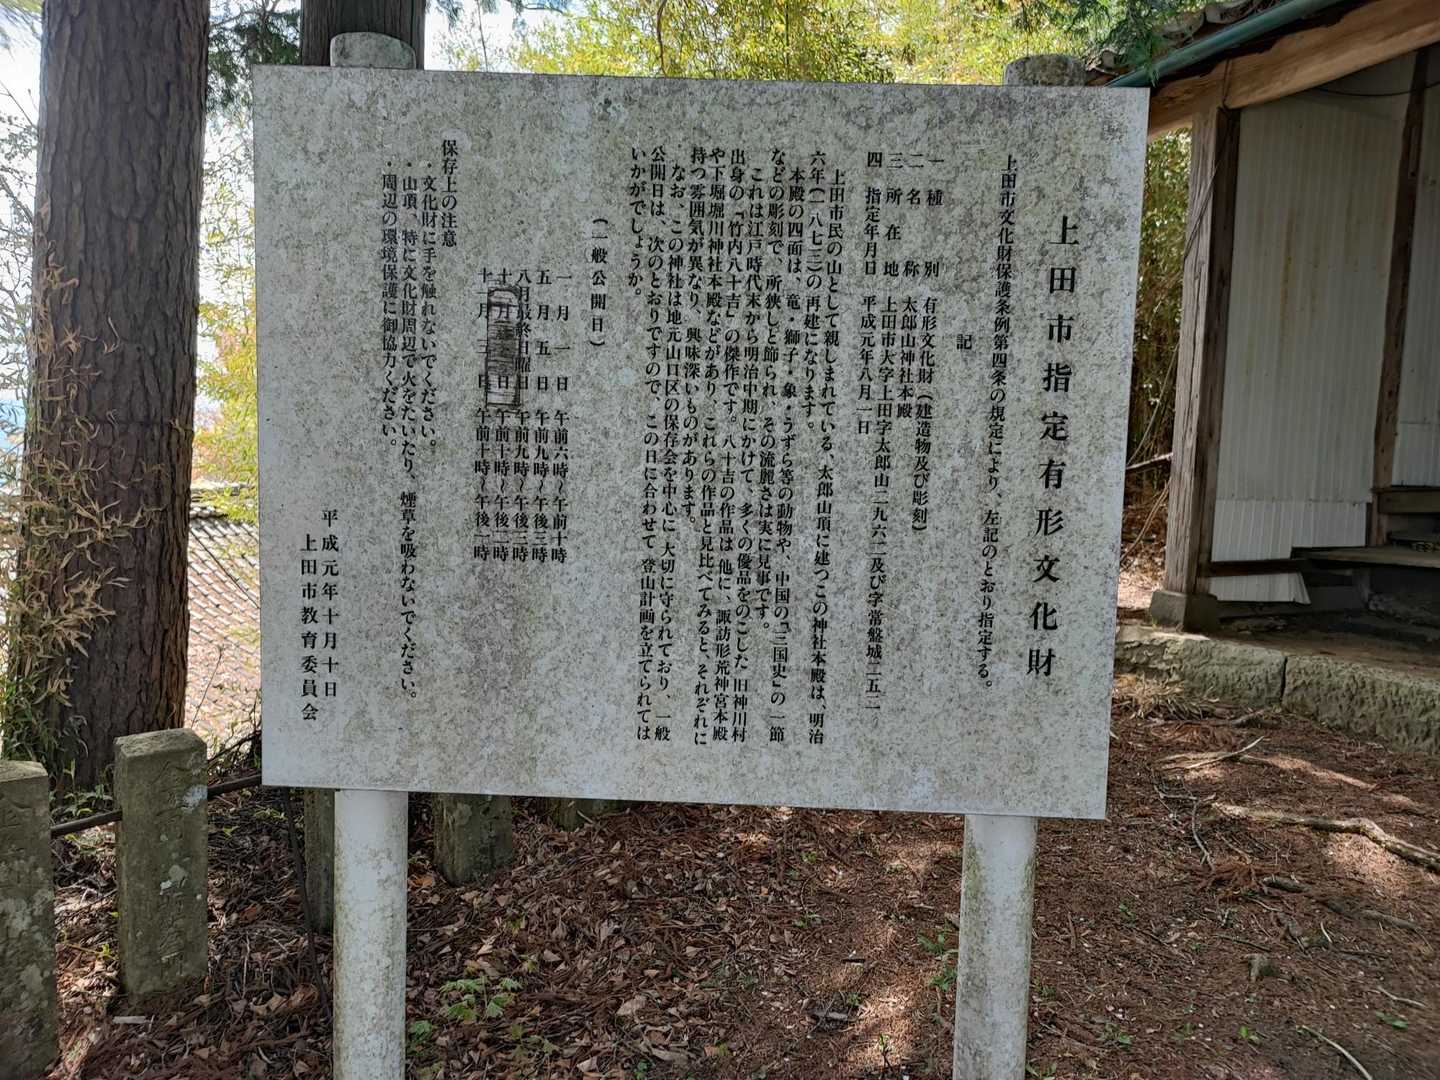 上田市指定有形文化財
上田市文化財保護条例第四条の規定により、左記のとおり指定する。
記
一 種別 有形文化財（建造物及び彫刻）
二 名称 太郎山神社本殿
三 所在地 上田市大字上田字太郎山二九六二及び字常盤城二五二一
四 指定年月日 平成元年八月一日
上田市民の山として親しまれている、太郎山頂に建つこの神社本殿は、明治
六年（一八七三）の再建になります。
本殿の四面は、竜・獅子・象・うずら等の動物や、中国の「三国史」の一節
などの彫刻で、所狭しと飾られ、その流麗さは実に見事です。
これは江戸時代末から明治中期にかけて、多くの優品をのこした旧神川村
出身の「竹内八十吉」の傑作です。八十吉の作品は他に、諏訪形荒神宮本殿
や下堀堀川神社本殿などがあり、これらの作品と見比べてみると、それぞれに
持つ雰囲気が異なり、興味深いものがあります。
なお、この神社は地元山口区の保存会を中心に大切に守られており、一般
公開日は、次のとおりですので、この日に合わせて登山計画を立てられては
いかがでしょうか。
（一般公開日）
一月一日 午前六時〜午前十時
五月五日 午前九時〜午後三時
八月最終日曜日 午前九時〜午後三時
十 月 日 午前十時〜午後二時
十二月三 日 午前十時〜午後一時
保存上の注意
・文化財に手を触れないでください。
・山頂、特に文化財周辺で火をたいたり、煙草を吸わないでください。
・周辺の環境保護に御協力ください。
平成元年十月十日
上田市教育委員会